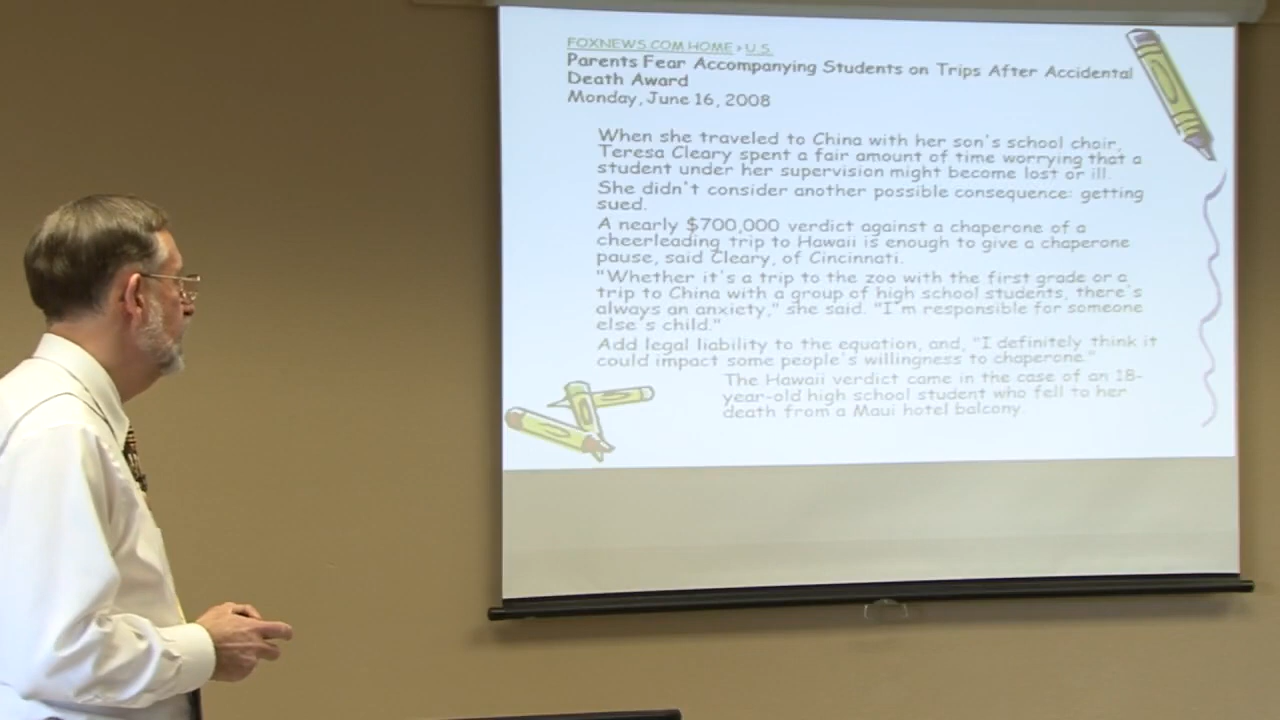 FOXNEWS.COM HOME > U.S.
Parents Fear Accompanying Students on Trips After Accidental
Death Award
Monday, June 16, 2008
When she traveled to China with her son's school choir,
Teresa Cleary spent a fair amount of time worrying that a
student under her supervision might become lost or ill.
She didn't consider another possible consequence: getting
sued.
A nearly $700,000 verdict against a chaperone of a
cheerleading trip to Hawaii is enough to give a chaperone
pause, said Cleary, of Cincinnati.
"Whether it's a trip to the zoo with the first grade or a
trip to China with a group of high school students, there's
always an anxiety," she said. "I'm responsible for someone
else's child."
Add legal liability to the equation, and, "I definitely think it
could impact some people's willingness to chaperone."
The Hawaii verdict came in the case of an 18-
year-old high school student who fell to her
death from a Maui hotel balcony.